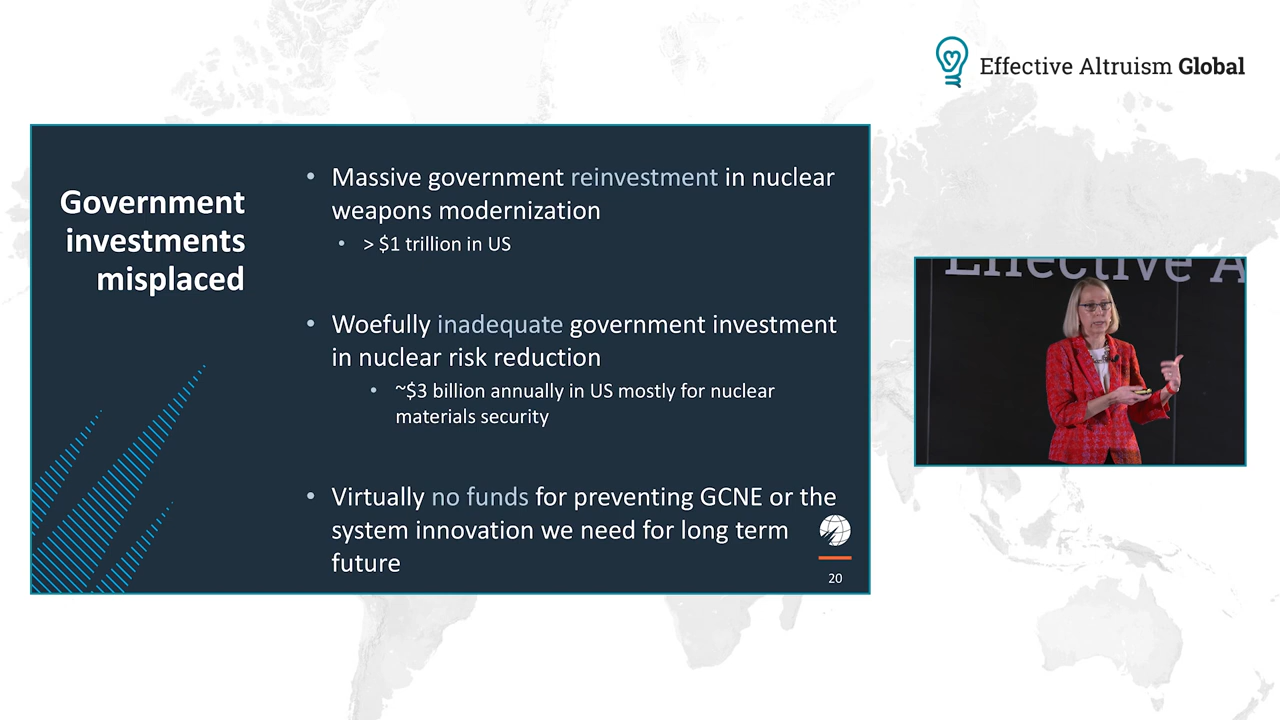 Effective Altruism Global
Government
investments
misplaced
• Massive government reinvestment in nuclear
weapons modernization
• > $1 trillion in US
• Woefully inadequate government investment
in nuclear risk reduction
• ~$3 billion annually in US mostly for nuclear
materials security
• Virtually no funds for preventing GCNE or the
system innovation we need for long term
future
20
Effective A